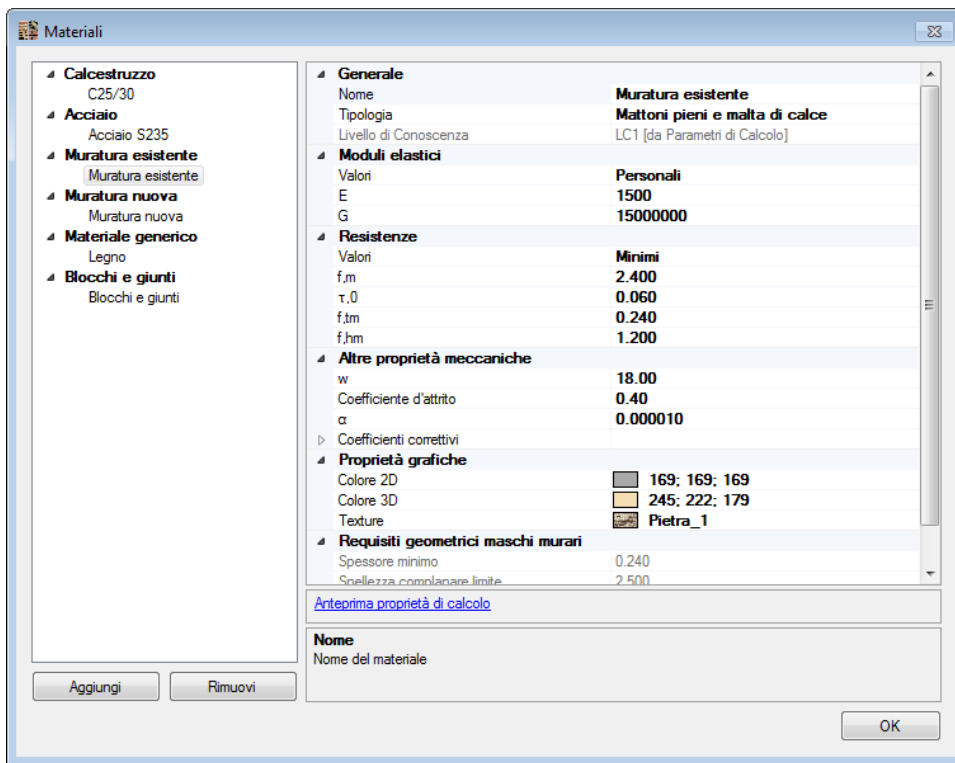 Materiali
Calcestruzzo
C25/30
Acciaio
Acciaio S235
Muratura esistente
Muratura esistente
Muratura nuova
Muratura nuova
Materiale generico
Legno
Blocchi e giunti
Blocchi e giunti
Aggiungi Rimuovi
Generale
Nome Muratura esistente
Tipologia Mattoni pieni e malta di calce
Livello di Conoscenza LC1 [da Parametri di Calcolo]
Moduli elastici
Valori Personali
E 1500
G 15000000
Resistenze
Valori Minimi
f,m 2.400
τ,0 0.060
f,tm 0.240
f,hm 1.200
Altre proprietà meccaniche
w 18.00
Coefficiente d'attrito 0.40
α 0.000010
Coefficienti correttivi
Proprietà grafiche
Colore 2D 169; 169; 169
Colore 3D 245; 222; 179
Texture Pietra_1
Requisiti geometrici maschi murari
Spessore minimo 0.240
Snellezza complanare limite 2.500
Anteprima proprietà di calcolo
Nome
Nome del materiale
OK